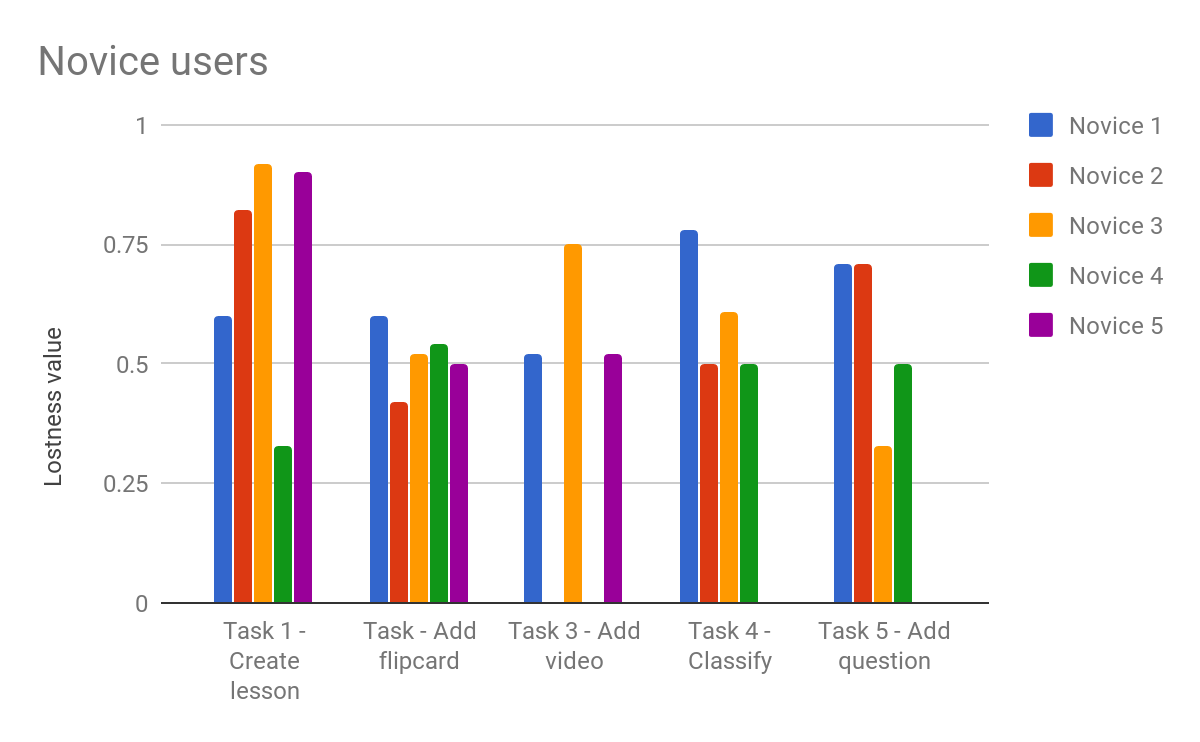 Novice users
1
0.75
0.5
0.25
0
Lostness value
Task 1 -
Create
lesson
Task - Add
flipcard
Task 3 - Add
video
Task 4 -
Classify
Task 5 - Add
question
Novice 1
Novice 2
Novice 3
Novice 4
Novice 5